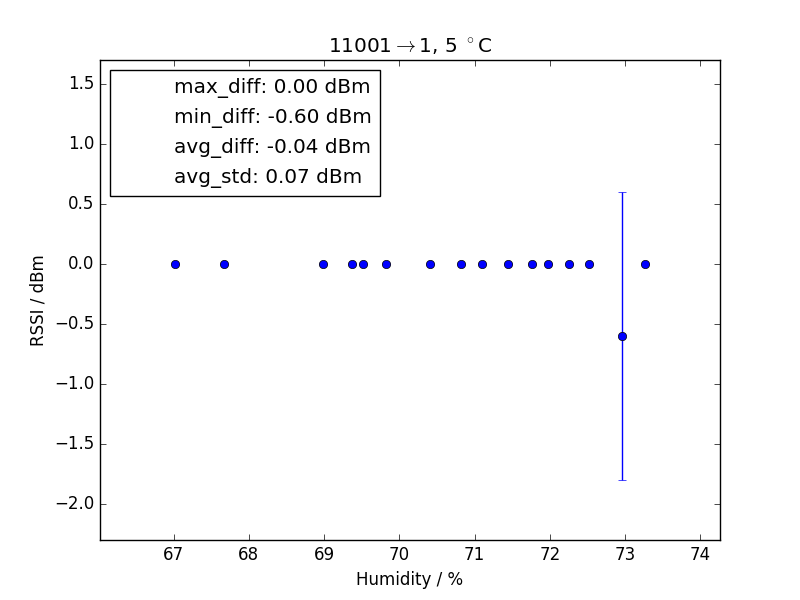 11001→1, 5 °C
max_diff: 0.00 dBm
min_diff: -0.60 dBm
avg_diff: -0.04 dBm
avg_std: 0.07 dBm
1.5
1.0
0.5
0.0
−0.5
−1.0
−1.5
−2.0
RSSI / dBm
67 68 69 70 71 72 73 74
Humidity / %